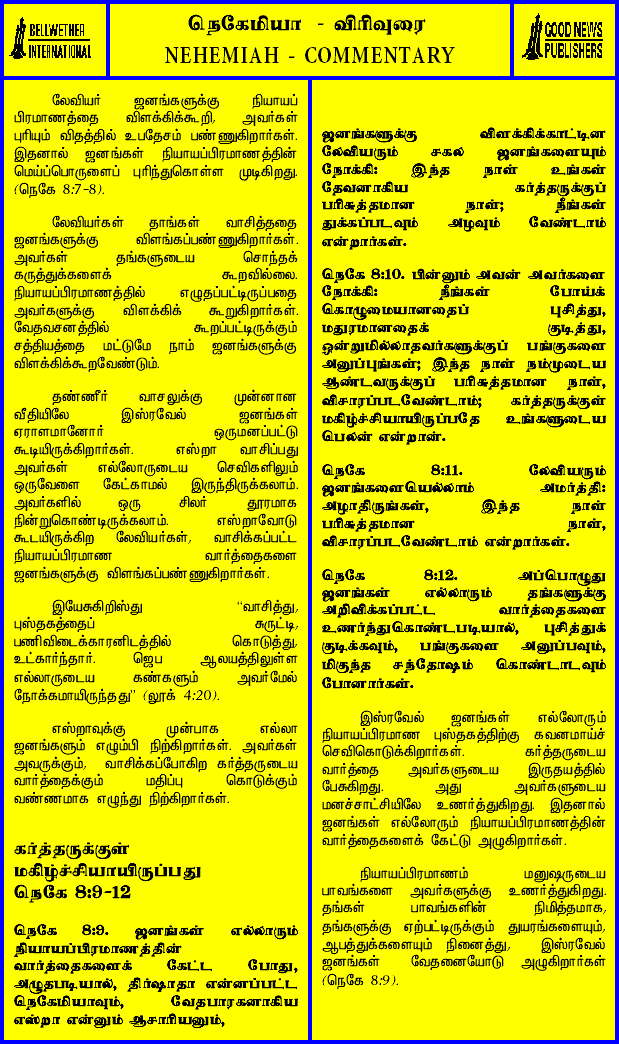 BELLWETHER
INTERNATIONAL
நெகேமியா - விரிவுரை
NEHEMIAH - COMMENTARY
GOOD NEWS
PUBLISHERS
லேவியர் ஜனங்களுக்கு நியாயப்
பிரமாணத்தை விளக்கிக்கூறி, அவர்கள்
புரியும் விதத்தில் உபதேசம் பண்ணுகிறார்கள்.
இதனால் ஜனங்கள் நியாயப்பிரமாணத்தின்
மெய்ப்பொருளைப் புரிந்துகொள்ள முடிகிறது.
(நெகே 8:7-8).
லேவியர்கள் தாங்கள் வாசித்ததை
ஜனங்களுக்கு விளங்கப்பண்ணுகிறார்கள்.
அவர்கள் தங்களுடைய சொந்தக்
கருத்துக்களைக் கூறவில்லை.
நியாயப்பிரமாணத்தில் எழுதப்பட்டிருப்பதை
அவர்களுக்கு விளக்கிக் கூறுகிறார்கள்.
வேதவசனத்தில் கூறப்பட்டிருக்கும்
சத்தியத்தை மட்டுமே நாம் ஜனங்களுக்கு
விளக்கிக்கூறவேண்டும்.
தண்ணீர் வாசலுக்கு முன்னான
வீதியிலே இஸ்ரவேல் ஜனங்கள்
ஏராளமானோர் ஒருமனப்பட்டு
கூடியிருக்கிறார்கள். எஸ்றா வாசிப்பது
அவர்கள் எல்லோருடைய செவிகளிலும்
ஒருவேளை கேட்காமல் இருந்திருக்கலாம்.
அவர்களில் ஒரு சிலர் தூரமாக
நின்றுகொண்டிருக்கலாம். எஸ்றாவோடு
கூடயிருக்கிற லேவியர்கள், வாசிக்கப்பட்ட
நியாயப்பிரமாண வார்த்தைகளை
ஜனங்களுக்கு விளங்கப்பண்ணுகிறார்கள்.
இயேசுகிறிஸ்து "வாசித்து,
புஸ்தகத்தைப் சுருட்டி,
பணிவிடைக்காரனிடத்தில் கொடுத்து,
உட்கார்ந்தார். ஜெப ஆலயத்திலுள்ள
எல்லாருடைய கண்களும் அவர்மேல்
நோக்கமாயிருந்தது" (லூக் 4:20).
எஸ்றாவுக்கு முன்பாக எல்லா
ஜனங்களும் எழும்பி நிற்கிறார்கள். அவர்கள்
அவருக்கும், வாசிக்கப்போகிற கர்த்தருடைய
வார்த்தைக்கும் மதிப்பு கொடுக்கும்
வண்ணமாக எழுந்து நிற்கிறார்கள்.
கர்த்தருக்குள்
மகிழ்ச்சியாயிருப்பது
நெகே 8:9-12
நெகே 8:9. ஜனங்கள் எல்லாரும்
நியாயப்பிரமாணத்தின்
வார்த்தைகளைக் கேட்ட போது,
அழுதபடியால், திர்ஷாதா என்னப்பட்ட
நெகேமியாவும், வேதபாரகனாகிய
எஸ்றா என்னும் ஆசாரியனும்,
ஜனங்களுக்கு விளக்கிக்காட்டின
லேவியரும் சகல ஜனங்களையும்
நோக்கி: இந்த நாள் உங்கள்
தேவனாகிய கர்த்தருக்குப்
பரிசுத்தமான நாள்; நீங்கள்
துக்கப்படவும் அழவும் வேண்டாம்
என்றார்கள்.
நெகே 8:10. பின்னும் அவன் அவர்களை
நோக்கி: நீங்கள் போய்க்
கொழுமையானதைப் புசித்து,
மதுரமானதைக் குடித்து,
ஒன்றுமில்லாதவர்களுக்குப் பங்குகளை
அனுப்புங்கள்; இந்த நாள் நம்முடைய
ஆண்டவருக்குப் பரிசுத்தமான நாள்,
விசாரப்படவேண்டாம்; கர்த்தருக்குள்
மகிழ்ச்சியாயிருப்பதே உங்களுடைய
பெலன் என்றான்.
நெகே 8:11. லேவியரும்
ஜனங்களையெல்லாம் அமர்த்தி:
அழாதிருங்கள், இந்த நாள்
பரிசுத்தமான நாள்,
விசாரப்படவேண்டாம் என்றார்கள்.
நெகே 8:12. அப்பொழுது
ஜனங்கள் எல்லாரும் தங்களுக்கு
அறிவிக்கப்பட்ட வார்த்தைகளை
உணர்ந்துகொண்டபடியால், புசித்துக்
குடிக்கவும், பங்குகளை அனுப்பவும்,
மிகுந்த சந்தோஷம் கொண்டாடவும்
போனார்கள்.
இஸ்ரவேல் ஜனங்கள் எல்லோரும்
நியாயப்பிரமாண புஸ்தகத்திற்கு கவனமாய்ச்
செவிகொடுக்கிறார்கள். கர்த்தருடைய
வார்த்தை அவர்களுடைய இருதயத்தில்
பேசுகிறது. அது அவர்களுடைய
மனச்சாட்சியிலே உணர்த்துகிறது. இதனால்
ஜனங்கள் எல்லோரும் நியாயப்பிரமாணத்தின்
வார்த்தைகளைக் கேட்டு அழுகிறார்கள்.
நியாயப்பிரமாணம் மனுஷருடைய
பாவங்களை அவர்களுக்கு உணர்த்துகிறது.
தங்கள் பாவங்களின் நிமித்தமாக,
தங்களுக்கு ஏற்பட்டிருக்கும் துயரங்களையும்,
ஆபத்துக்களையும் நினைத்து, இஸ்ரவேல்
ஜனங்கள் வேதனையோடு அழுகிறார்கள்
(நெகே 8:9).